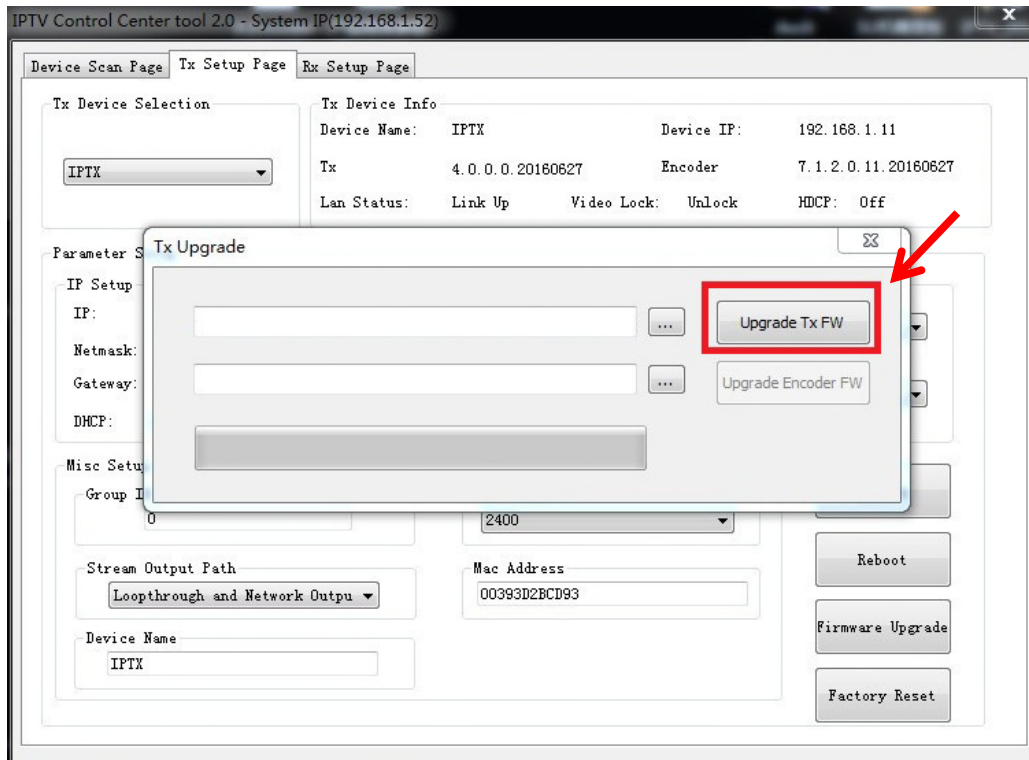 IPTV Control Center tool 2.0 - System IP(192.168.1.52)
x
Device Scan Page Tx Setup Page Rx Setup Page
Tx Device Selection
IPTX
Tx Device Info
Device Name: IPTX Device IP: 192.168.1.11
Tx 4.0.0.0.20160627 Encoder 7.1.2.0.11.20160627
Lan Status: Link Up Video Lock: Unlock HDCP: Off
Parameter S
IP Setup
IP:
Netmask:
Gateway:
DHCP:
Tx Upgrade
... Upgrade Tx FW
... Upgrade Encoder FW
Misc Setu
Group I
0
2400
Stream Output Path
Loopthrough and Network Outpu
Mac Address
00393D2BCD93
Device Name
IPTX
Reboot
Firmware Upgrade
Factory Reset